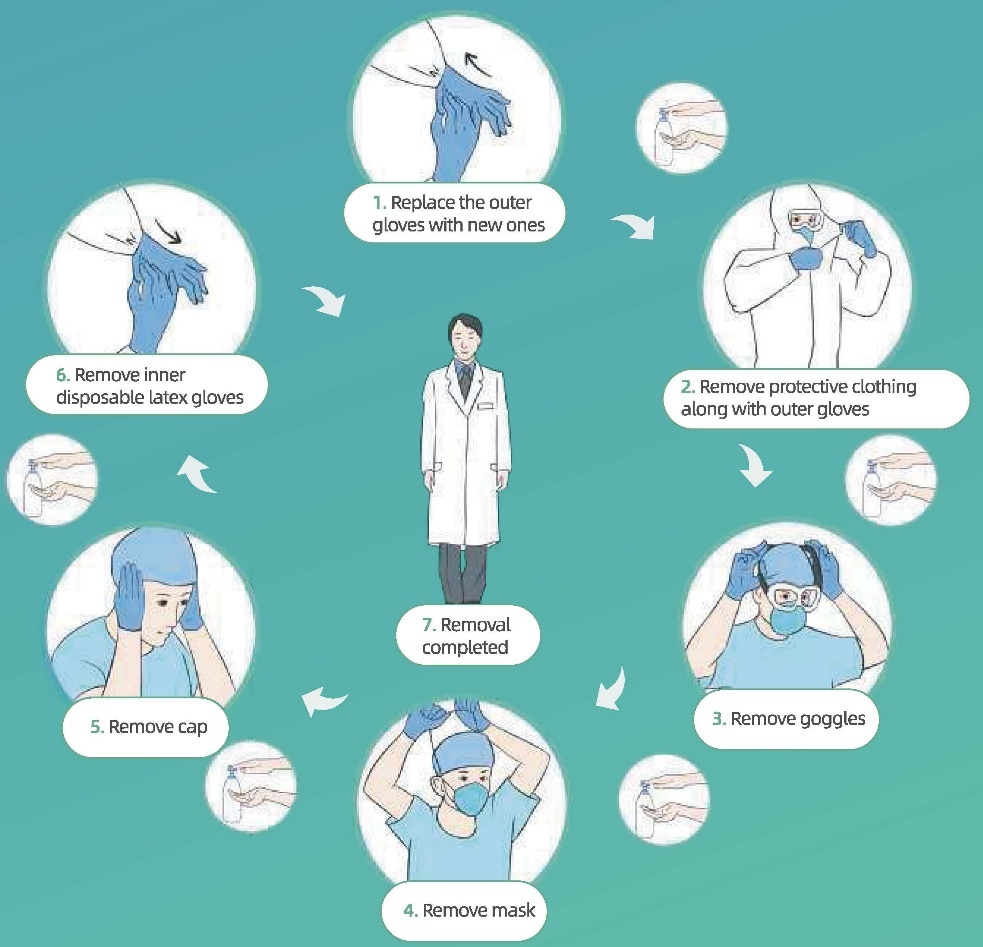 1. Replace the outer
gloves with new ones
2. Remove protective clothing
along with outer gloves
3. Remove goggles
4. Remove mask
5. Remove cap
6. Remove inner
disposable latex gloves
7. Removal
completed